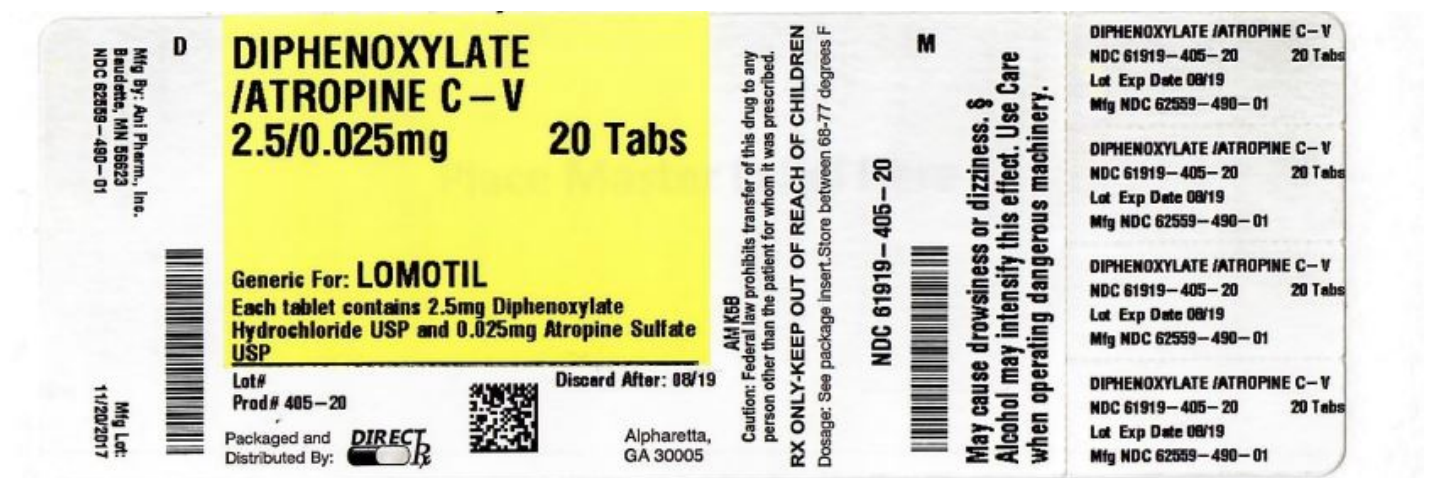 Mfg By: Ani Pharm., Inc.
Baudette, MN 56623
NDC 62559-490-01
Mfg Lot:
11/20/2017
D
DIPHENOXYLATE
/ATROPINE C-V
2.5/0.025mg 20 Tabs
Generic For: LOMOTIL
Each tablet contains 2.5mg Diphenoxylate
Hydrochloride USP and 0.025mg Atropine Sulfate
USP
Lot#
Prod# 405-20
Discard After: 08/19
Packaged and
Distributed By:
DIRECT Rx
Alpharetta,
GA 30005
AM K5B
Caution: Federal law prohibits transfer of this drug to any
person other than the patient for whom it was prescribed.
RX ONLY-KEEP OUT OF REACH OF CHILDREN
Dosage: See package insert.Store between 68-77 degrees F
NDC 61919-405-20
M
May cause drowsiness or dizziness. §
Alcohol may intensify this effect. Use Care
when operating dangerous machinery.
DIPHENOXYLATE /ATROPINE C-V
NDC 61919-405-20 20 Tabs
Lot Exp Date 08/19
Mfg NDC 62559-490-01
DIPHENOXYLATE /ATROPINE C-V
NDC 61919-405-20 20 Tabs
Lot Exp Date 08/19
Mfg NDC 62559-490-01
DIPHENOXYLATE /ATROPINE C-V
NDC 61919-405-20 20 Tabs
Lot Exp Date 08/19
Mfg NDC 62559-490-01
DIPHENOXYLATE /ATROPINE C-V
NDC 61919-405-20 20 Tabs
Lot Exp Date 08/19
Mfg NDC 62559-490-01